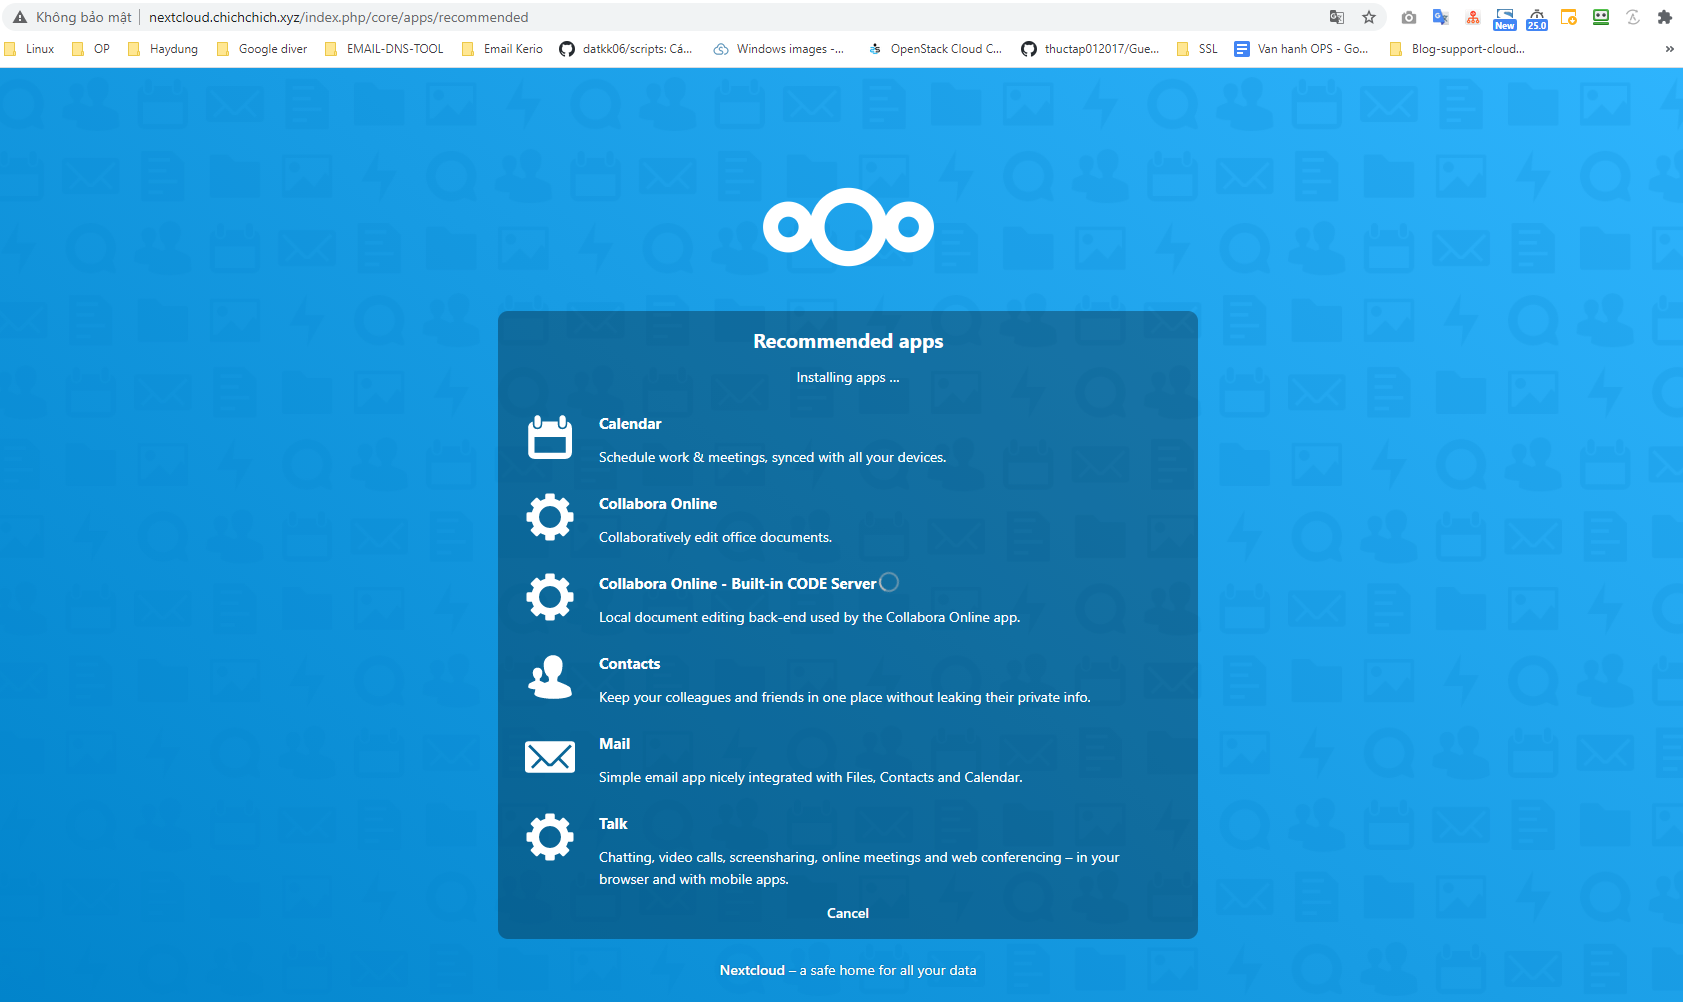 Không bảo mật | nextcloud.chichchich.xyz/index.php/core/apps/recommended
New
25.0
Linux OP Haydung Google diver EMAIL-DNS-TOOL Email Kerio datkk06/scripts: Cá... Windows images -... OpenStack Cloud C... thuctap012017/Gue... SSL Van hanh OPS - Go... Blog-support-cloud... »
Recommended apps
Installing apps ...
Calendar
Schedule work & meetings, synced with all your devices.
Collabora Online
Collaboratively edit office documents.
Collabora Online - Built-in CODE Server
Local document editing back-end used by the Collabora Online app.
Contacts
Keep your colleagues and friends in one place without leaking their private info.
Mail
Simple email app nicely integrated with Files, Contacts and Calendar.
Talk
Chatting, video calls, screensharing, online meetings and web conferencing – in your
browser and with mobile apps.
Cancel
Nextcloud – a safe home for all your data